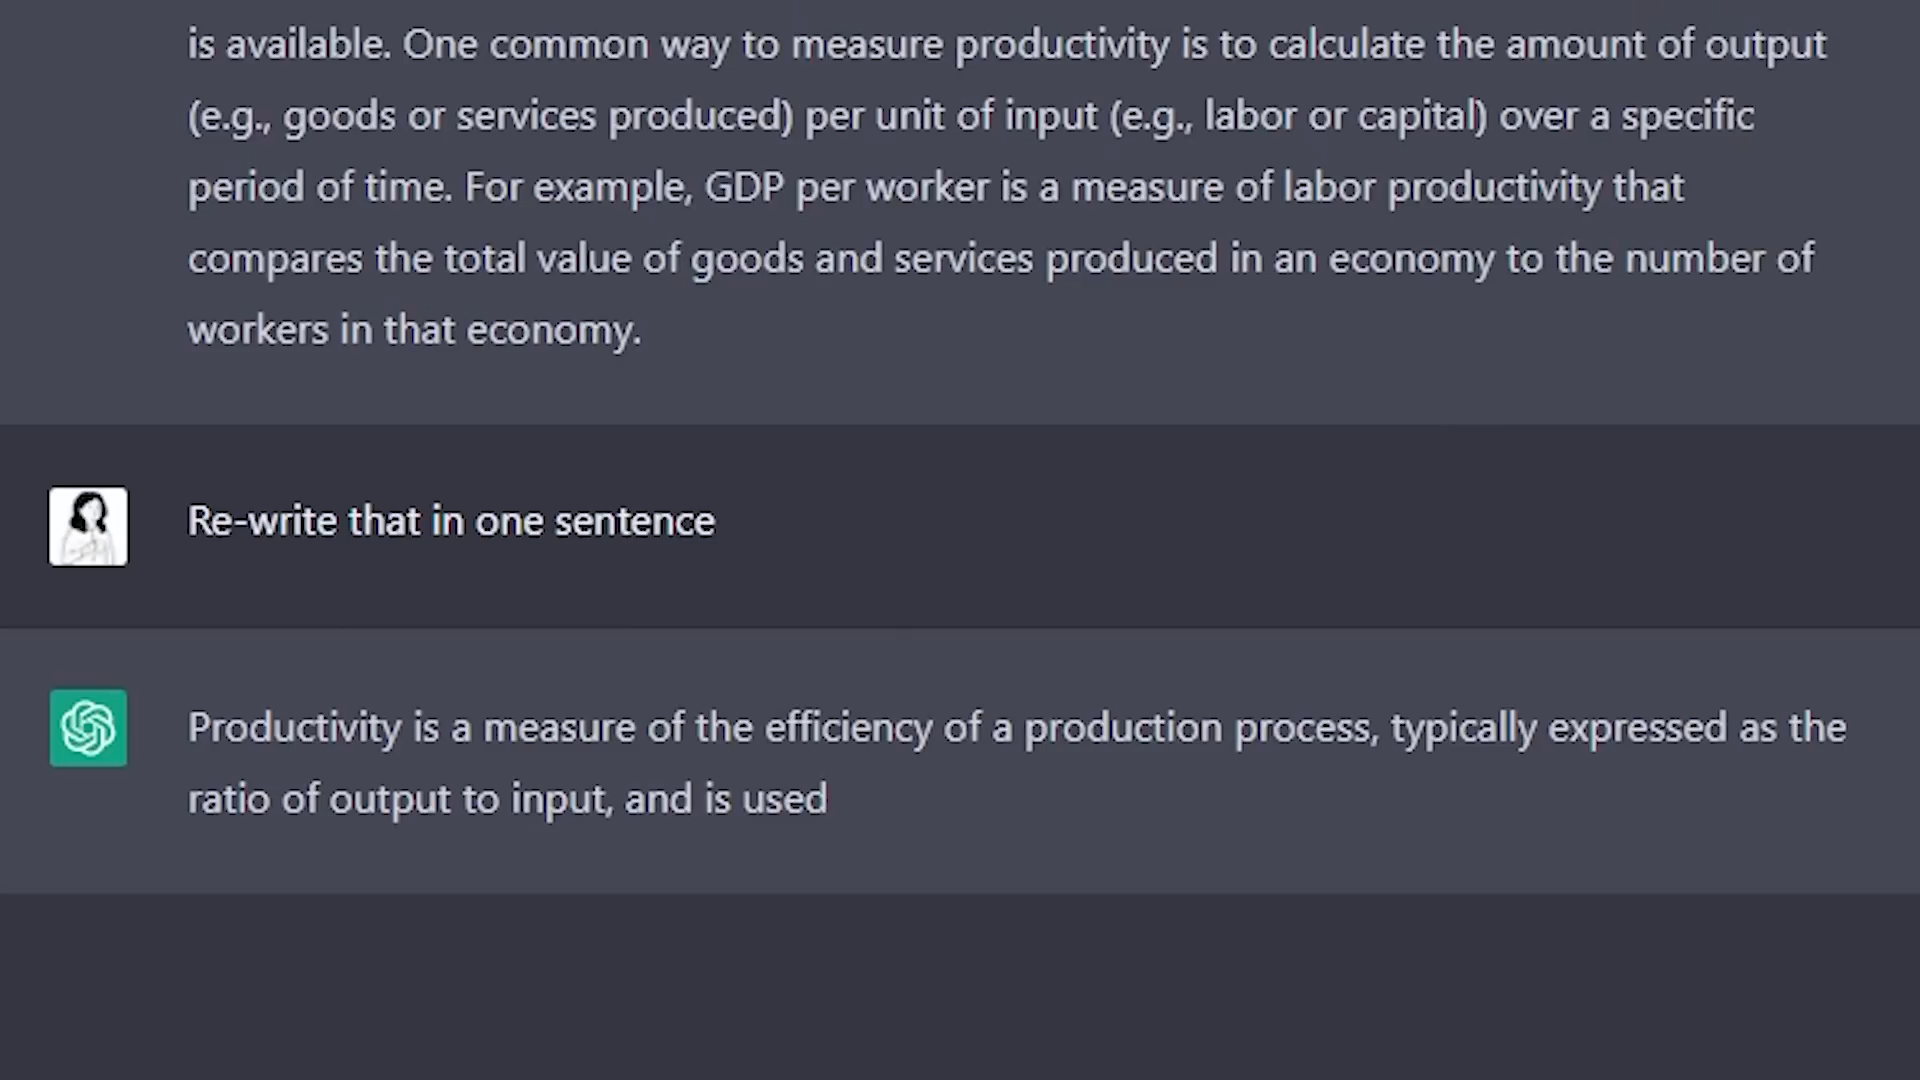 is available. One common way to measure productivity is to calculate the amount of output
(e.g., goods or services produced) per unit of input (e.g., labor or capital) over a specific
period of time. For example, GDP per worker is a measure of labor productivity that
compares the total value of goods and services produced in an economy to the number of
workers in that economy.
Re-write that in one sentence
Productivity is a measure of the efficiency of a production process, typically expressed as the
ratio of output to input, and is used